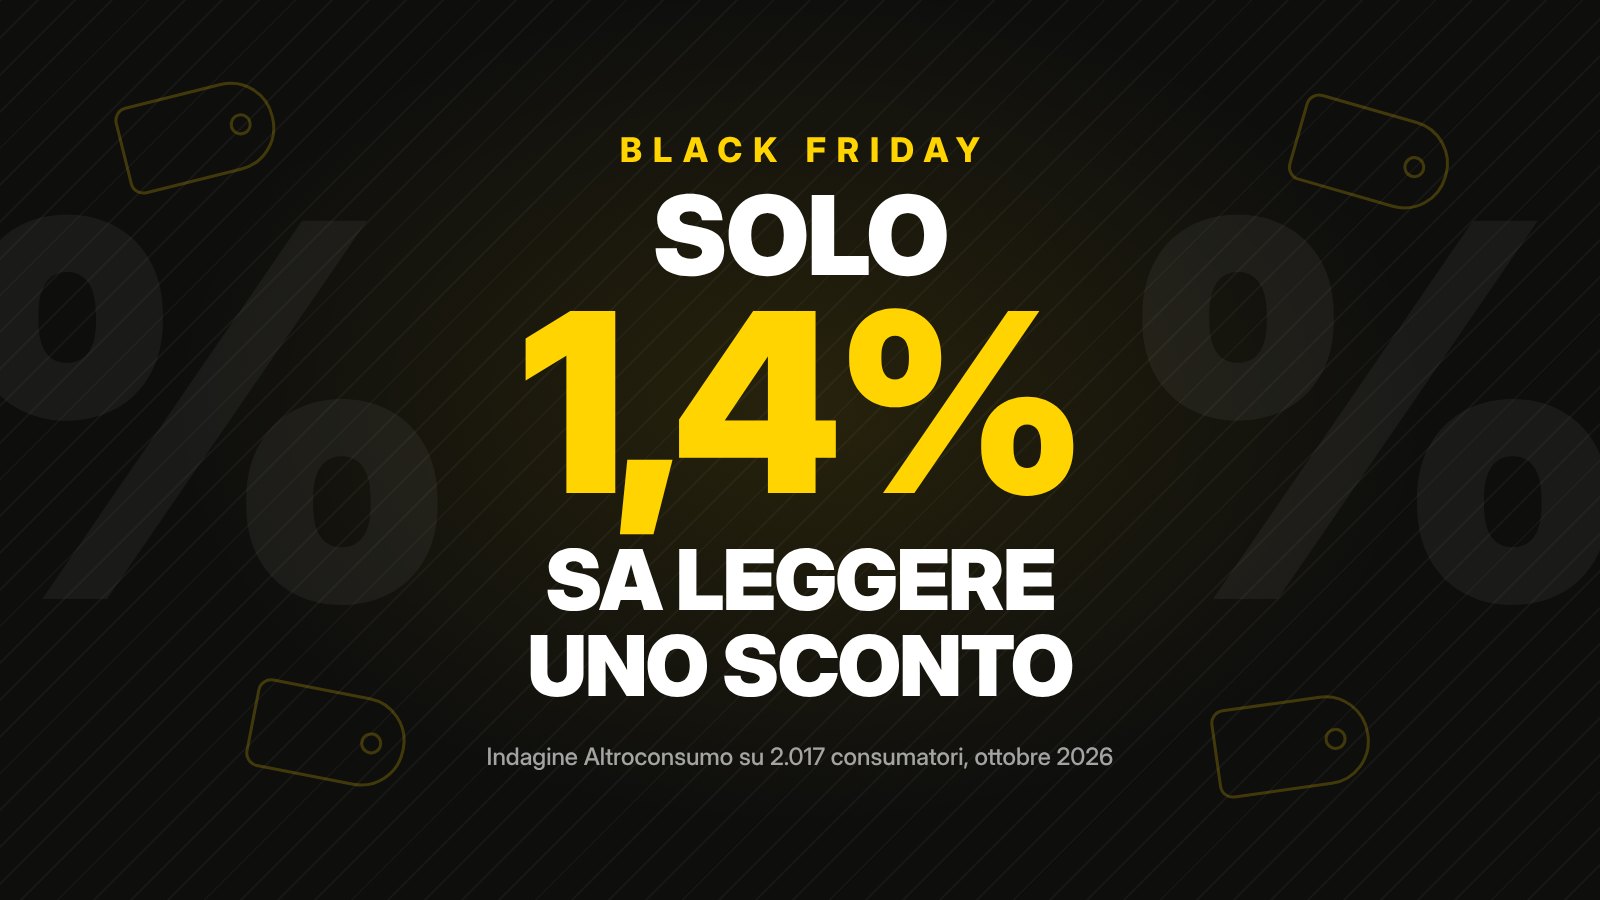 BLACK FRIDAY
SOLO
1,4%
SA LEGGERE
UNO SCONTO
Indagine Altroconsumo su 2.017 consumatori, ottobre 2026
%
%